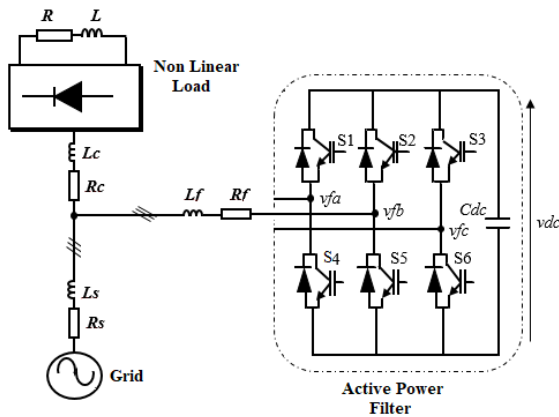 R
L
Non Linear
Load
Lc
Rc
Lf
Rf
Ls
Rs
Grid
S1
S2
S3
vfa
vfb
vfc
Cdc
vdc
S4
S5
S6
Active Power
Filter